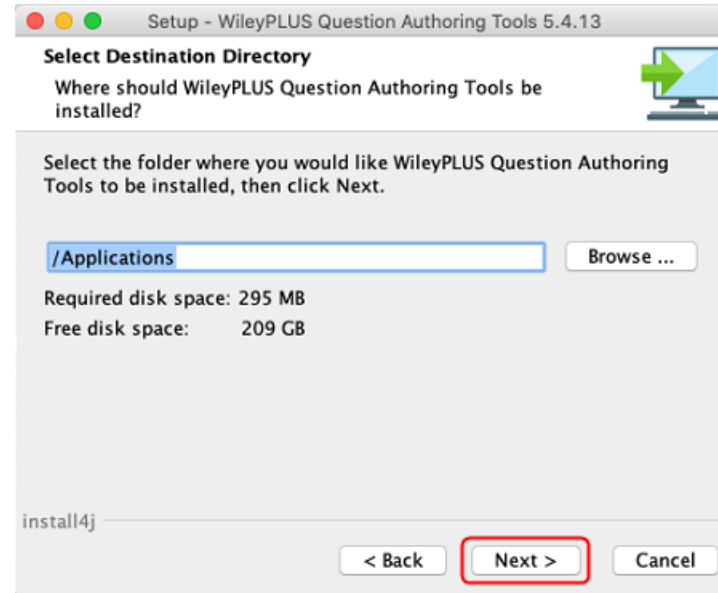 Setup - WileyPLUS Question Authoring Tools 5.4.13
Select Destination Directory
Where should WileyPLUS Question Authoring Tools be
installed?
Select the folder where you would like WileyPLUS Question Authoring
Tools to be installed, then click Next.
/Applications
Browse ...
Required disk space: 295 MB
Free disk space: 209 GB
install4j
< Back
Next >
Cancel